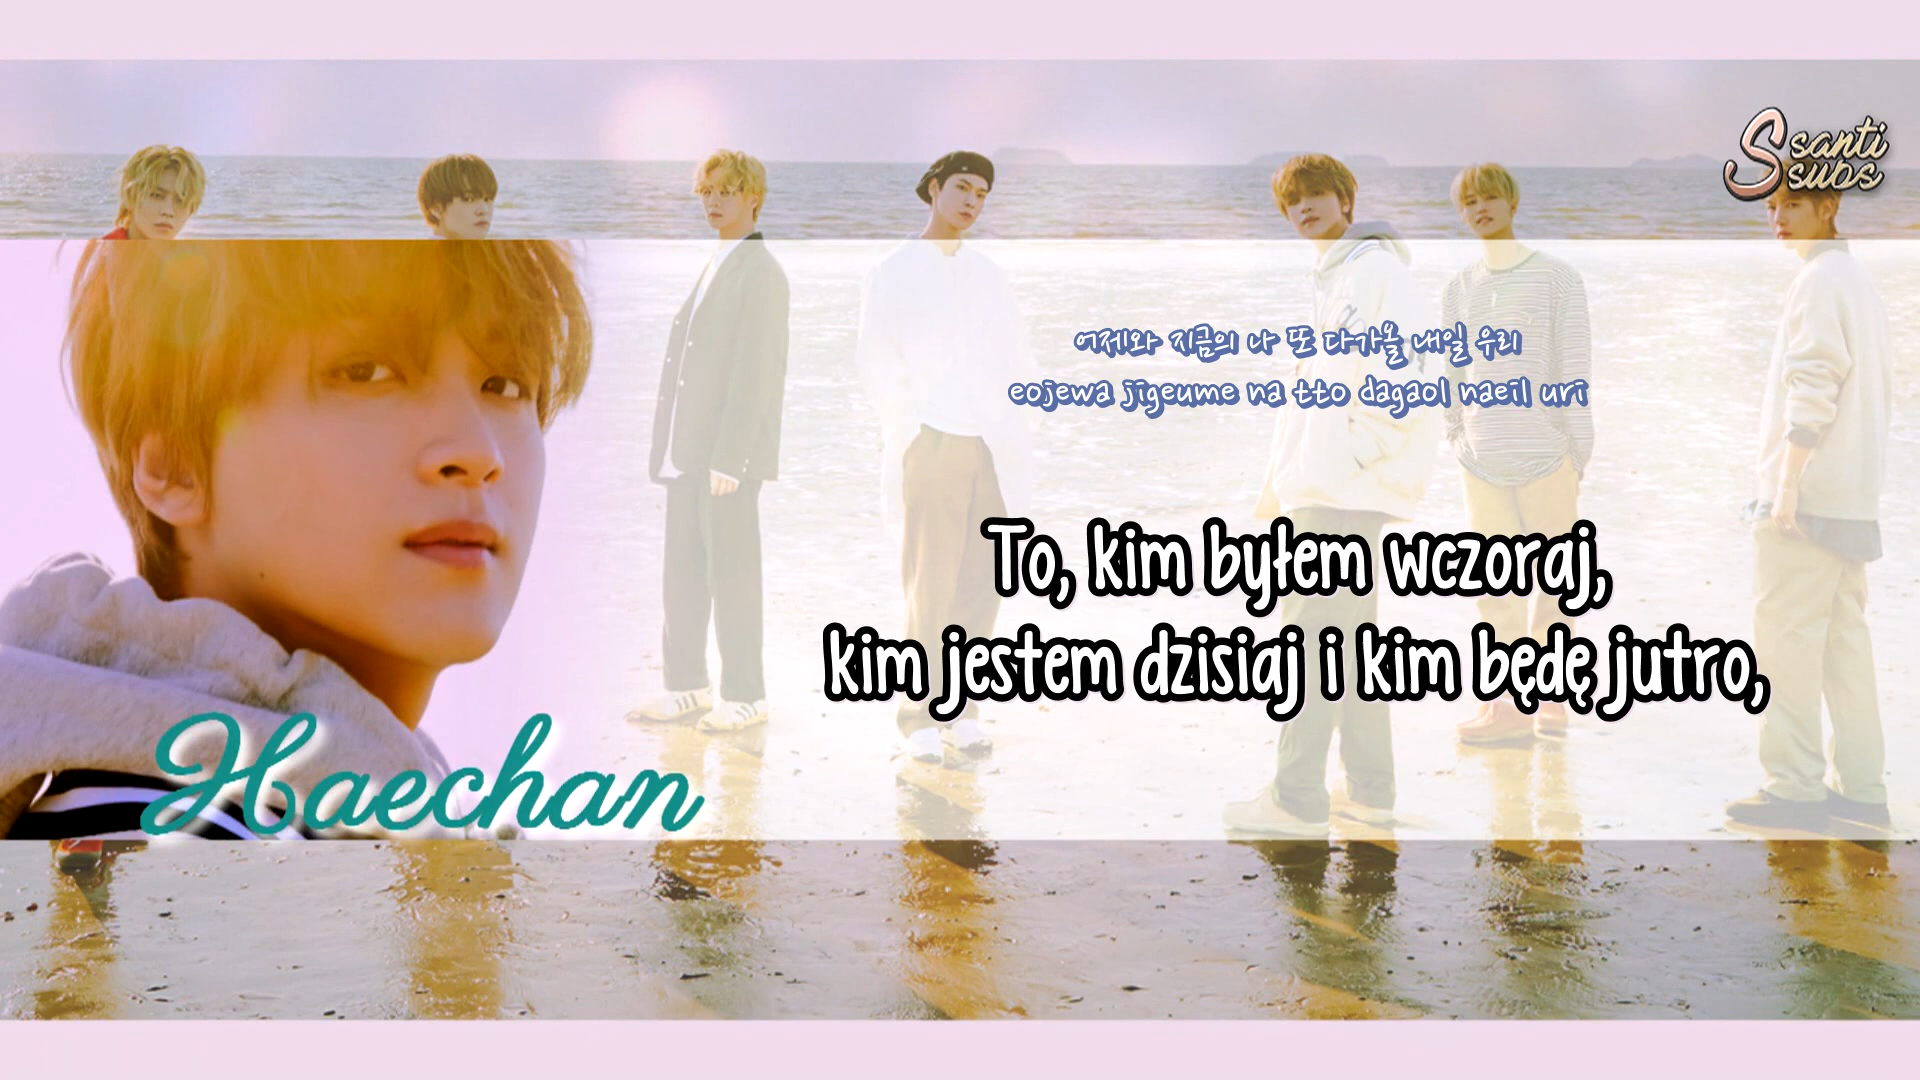 santi
subs
어제와 지금의 나 또 다가올 내일 우리
eojewa jigeume na tto dagaol naeil uri
To, kim byłem wczoraj,
kim jestem dzisiaj i kim będę jutro,
Haechan